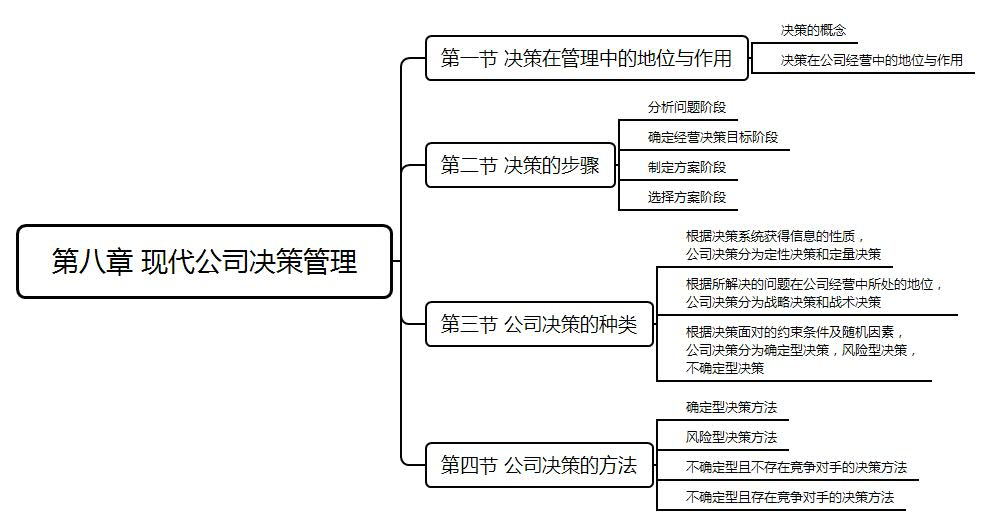 第八章 现代公司决策管理
第一节 决策在管理中的地位与作用
决策的概念
决策在公司经营中的地位与作用
第二节 决策的步骤
分析问题阶段
确定经营决策目标阶段
制定方案阶段
选择方案阶段
第三节 公司决策的种类
根据决策系统获得信息的性质，
公司决策分为定性决策和定量决策
根据所解决的问题在公司经营中所处的地位，
公司决策分为战略决策和战术决策
根据决策面对的约束条件及随机因素，
公司决策分为确定型决策，风险型决策，
不确定型决策
第四节 公司决策的方法
确定型决策方法
风险型决策方法
不确定型且不存在竞争对手的决策方法
不确定型且存在竞争对手的决策方法